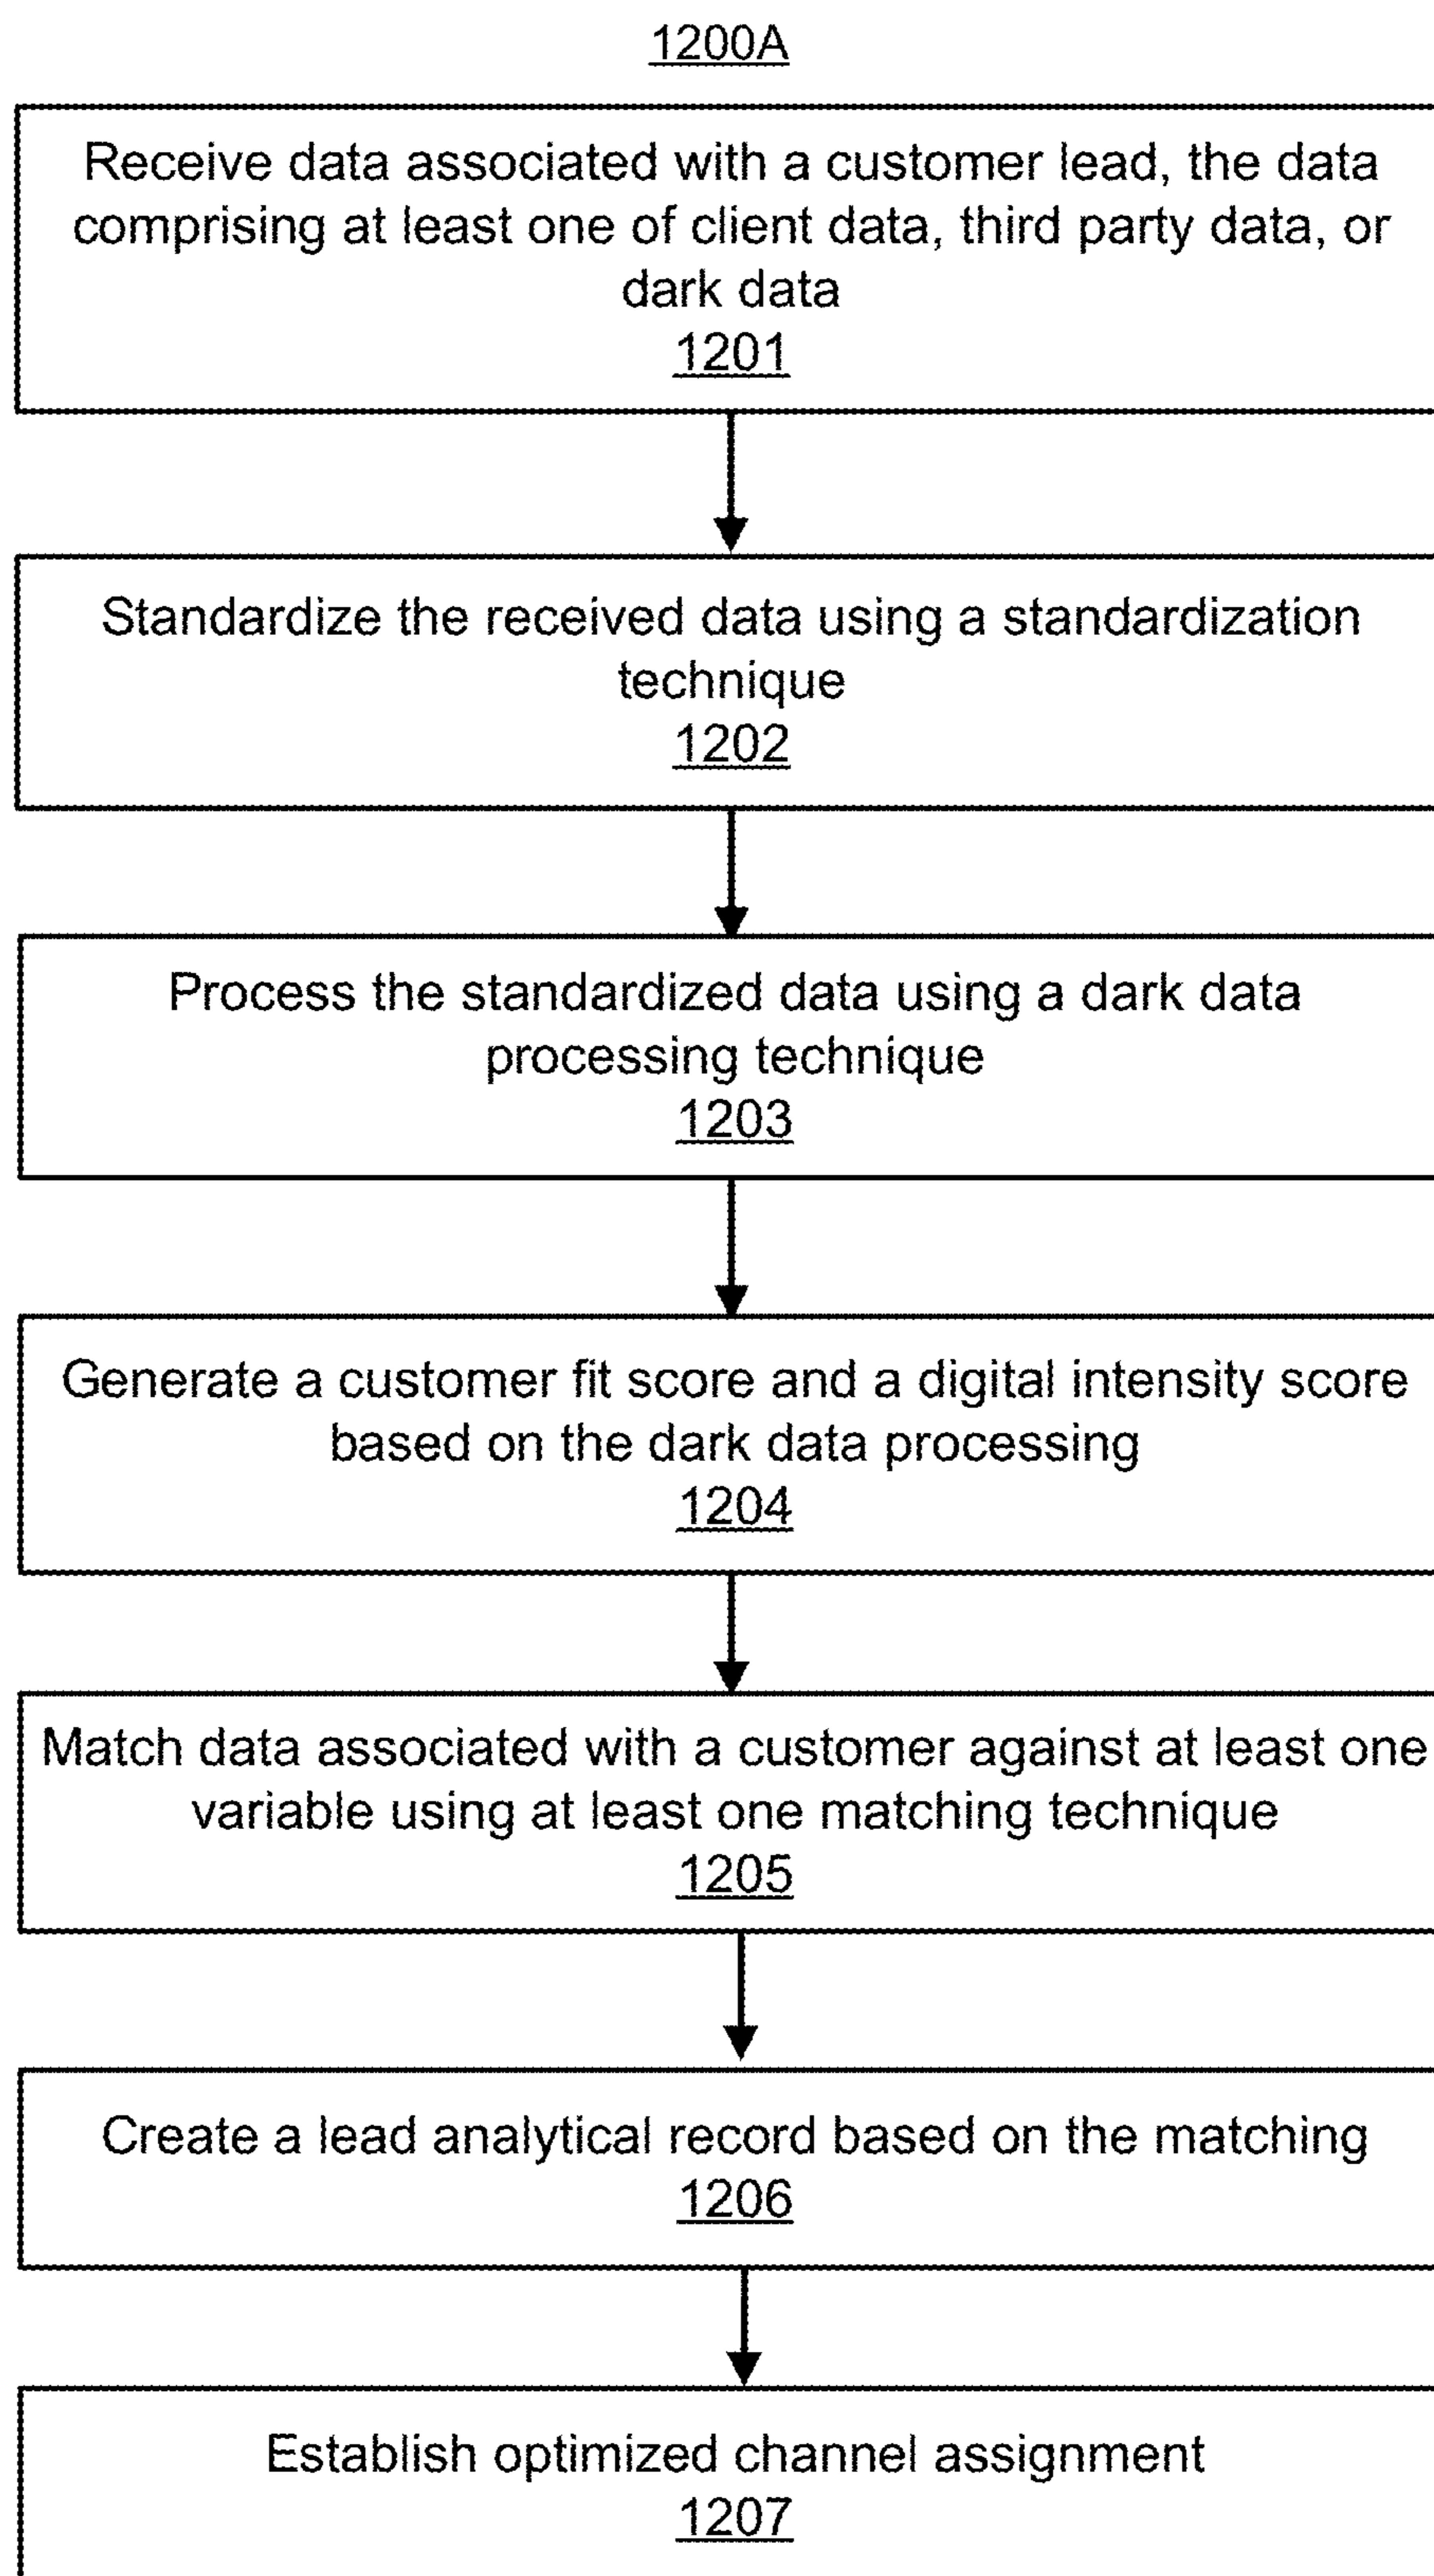 1200A
Receive data associated with a customer lead, the data
comprising at least one of client data, third party data, or
dark data
1201
Standardize the received data using a standardization
technique
1202
Process the standardized data using a dark data
processing technique
1203
Generate a customer fit score and a digital intensity score
based on the dark data processing
1204
Match data associated with a customer against at least one
variable using at least one matching technique
1205
Create a lead analytical record based on the matching
1206
Establish optimized channel assignment
1207